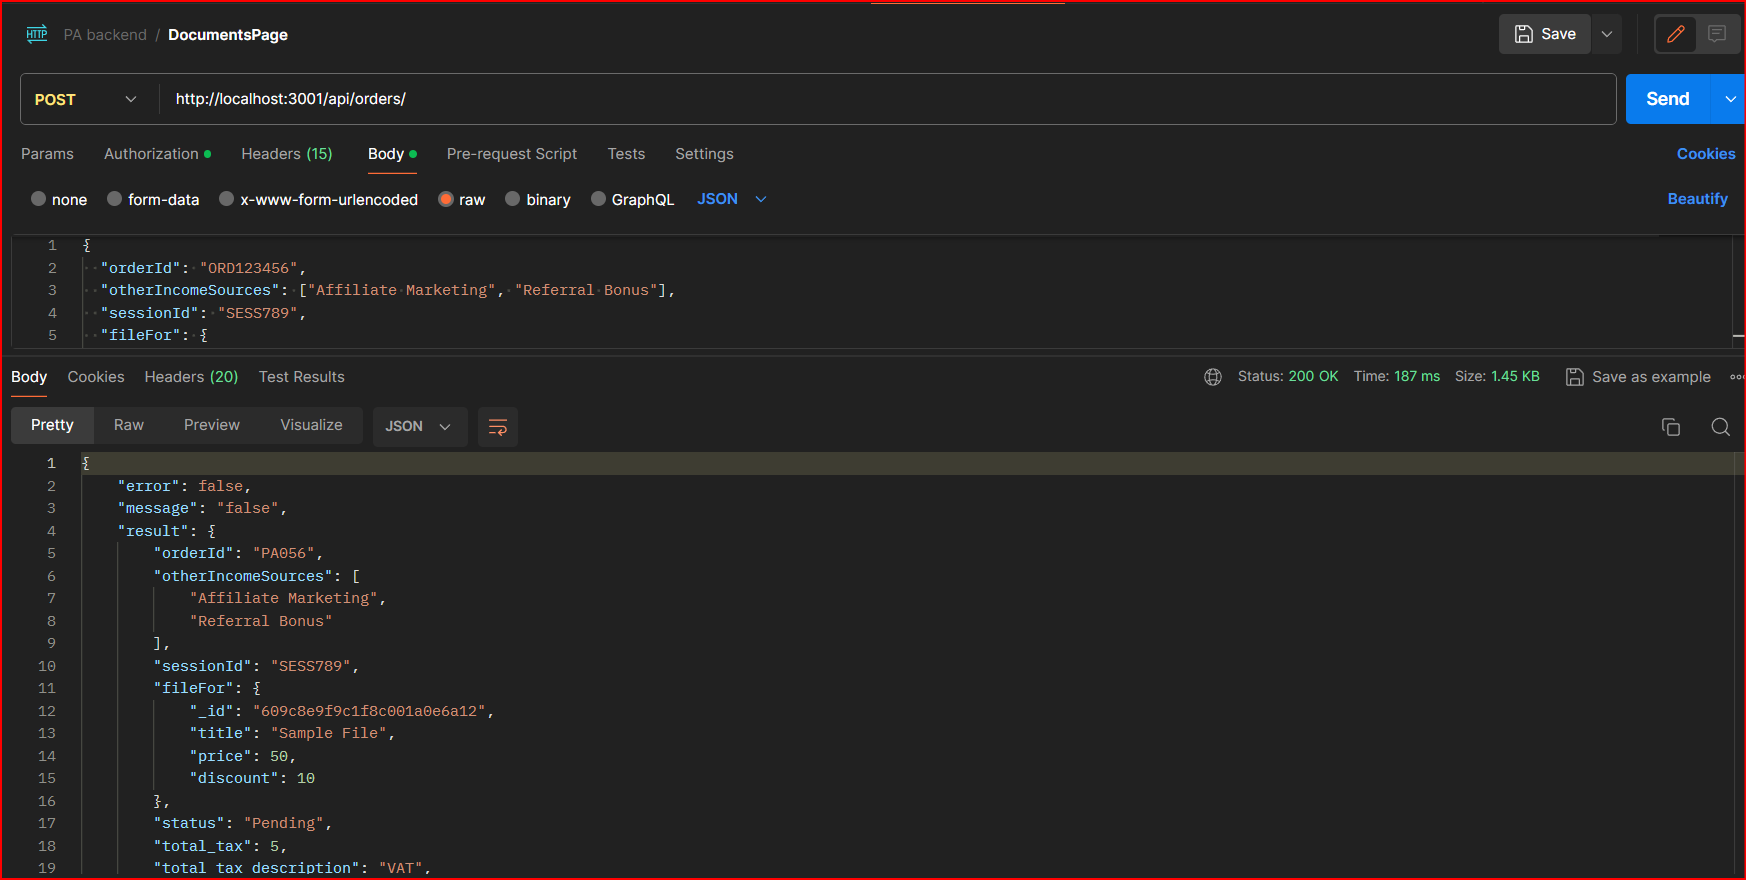 HTTP PA backend / DocumentsPage Save
POST http://localhost:3001/api/orders/ Send
Params Authorization Headers (15) Body Pre-request Script Tests Settings Cookies
none form-data x-www-form-urlencoded raw binary GraphQL JSON Beautify
1 {
2 "orderId": "ORD123456",
3 "otherIncomeSources": ["Affiliate Marketing", "Referral Bonus"],
4 "sessionId": "SESS789",
5 "fileFor": {
Body Cookies Headers (20) Test Results Status: 200 OK Time: 187 ms Size: 1.45 KB Save as example
Pretty Raw Preview Visualize JSON
1 {
2 "error": false,
3 "message": "false",
4 "result": {
5 "orderId": "PA056",
6 "otherIncomeSources": [
7 "Affiliate Marketing",
8 "Referral Bonus"
9 ],
10 "sessionId": "SESS789",
11 "fileFor": {
12 "_id": "609c8e9f9c1f8c001a0e6a12",
13 "title": "Sample File",
14 "price": 50,
15 "discount": 10
16 },
17 "status": "Pending",
18 "total_tax": 5,
19 "total_tax_description": "VAT",